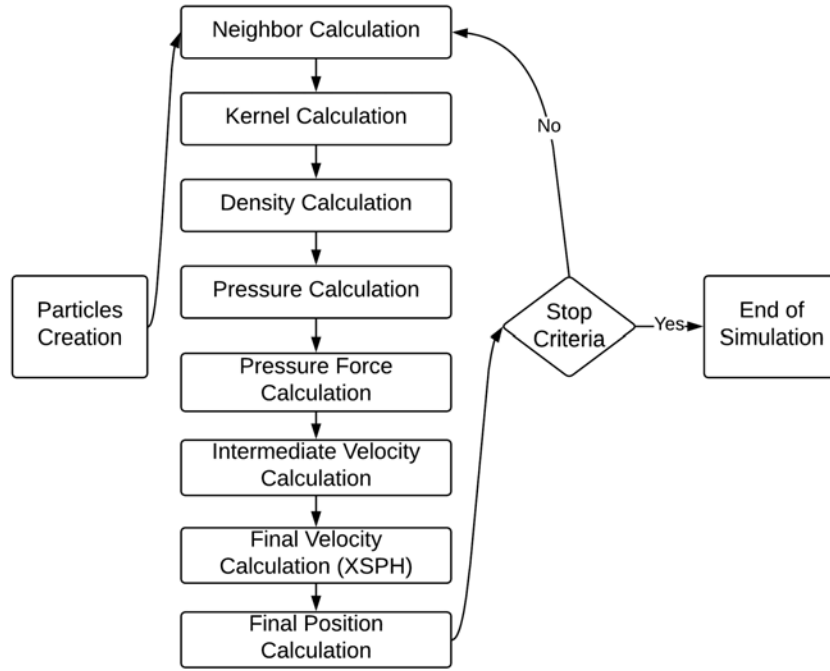 Neighbor Calculation
Kernel Calculation
Density Calculation
Pressure Calculation
Pressure Force
Calculation
Intermediate Velocity
Calculation
Final Velocity
Calculation (XSPH)
Final Position
Calculation
Particles
Creation
No
Stop
Criteria
Yes
End of
Simulation